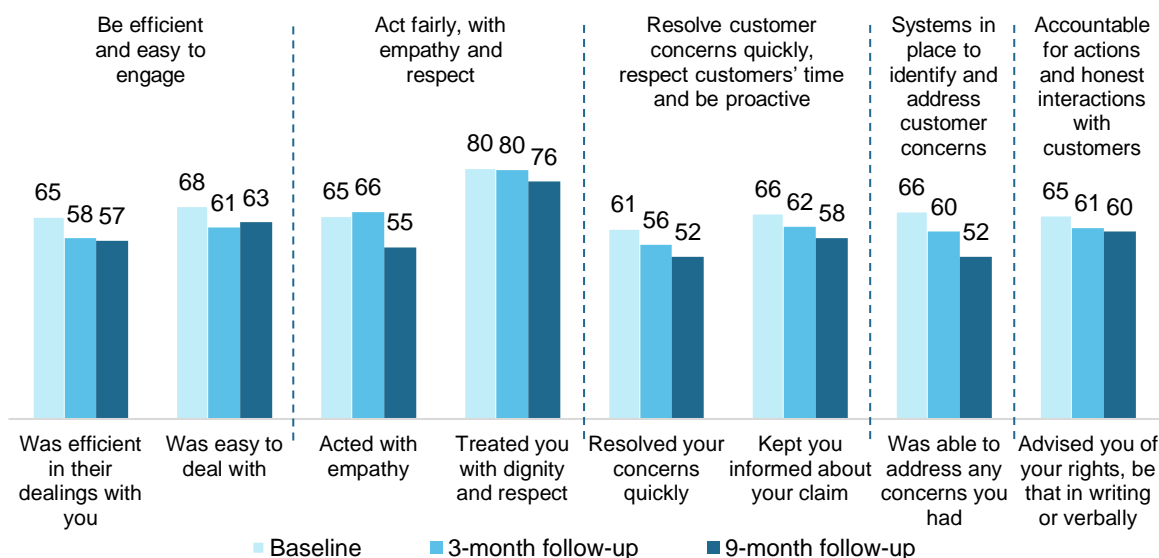 Be efficient
and easy to
engage
Act fairly, with
empathy and
respect
Resolve customer
concerns quickly,
respect customers’ time
and be proactive
Systems in
place to
identify and
address
customer
concerns
Accountable
for actions
and honest
interactions
with
customers
65
58
57
68
61
63
65
66
55
80
80
76
61
56
52
66
62
58
66
60
52
65
61
60
Was efficient
in their
dealings with
you
Was easy to
deal with
Acted with
empathy
Treated you
with dignity
and respect
Resolved your
concerns
quickly
Kept you
informed about
your claim
Was able to
address any
concerns you
had
Advised you of
your rights, be
that in writing
or verbally
Baseline
3-month follow-up
9-month follow-up